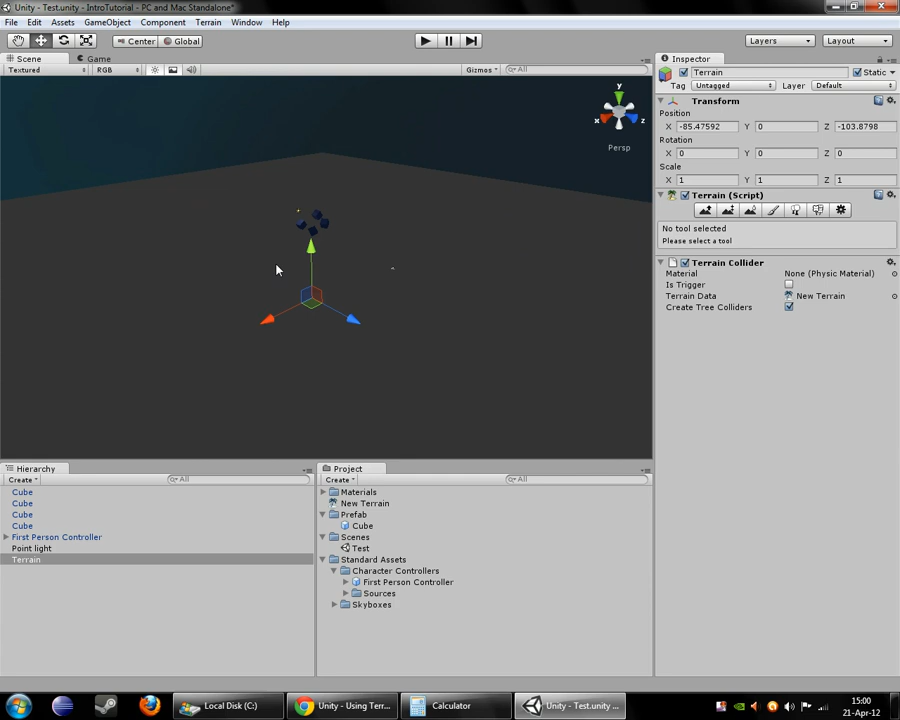 Unity - Test.unity - IntroTutorial - PC and Mac Standalone*
File Edit Assets GameObject Component Terrain Window Help
Center Global Layers Layout
Scene Game
Textured RGB Gizmos All
y
x z
Persp
Inspector
Terrain Static
Tag Untagged Layer Default
Transform
Position
X -85.47592 Y 0 Z -103.8798
Rotation
X 0 Y 0 Z 0
Scale
X 1 Y 1 Z 1
Terrain (Script)
No tool selected
Please select a tool
Terrain Collider
Material None (Physic Material)
Is Trigger
Terrain Data New Terrain
Create Tree Colliders
Hierarchy
Create All
Cube
Cube
Cube
Cube
First Person Controller
Point light
Terrain
Project
Create All
Materials
New Terrain
Prefab
Cube
Scenes
Test
Standard Assets
Character Controllers
First Person Controller
Sources
Skyboxes
Local Disk (C:) Unity - Using Terr... Calculator Unity - Test.unity ...
15:00
21-Apr-12